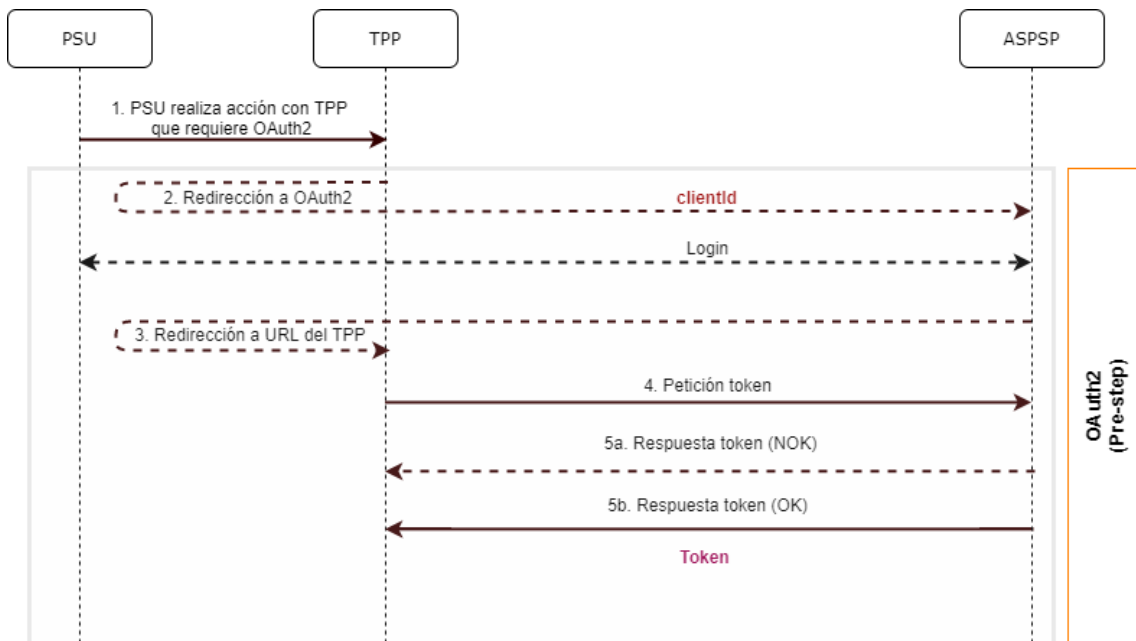 PSU
TPP
ASPSP
1. PSU realiza acción con TPP
que requiere OAuth2
2. Redirección a OAuth2
clientId
Login
3. Redirección a URL del TPP
4. Petición token
5a. Respuesta token (NOK)
5b. Respuesta token (OK)
Token
OAuth2
(Pre-step)